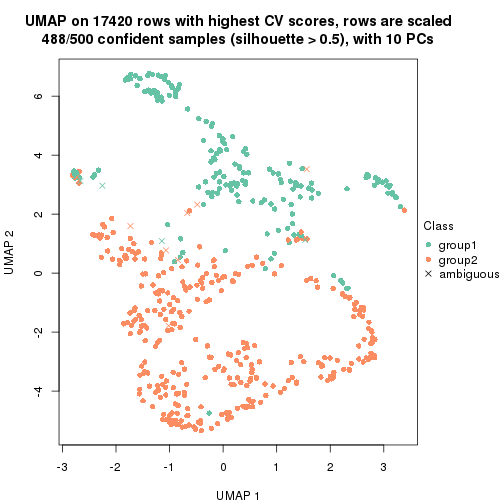 UMAP on 17420 rows with highest CV scores, rows are scaled
488/500 confident samples (silhouette > 0.5), with 10 PCs
6
4
2
0
-2
-4
UMAP 2
-3
-2
-1
0
1
2
3
UMAP 1
Class
group1
group2
ambiguous